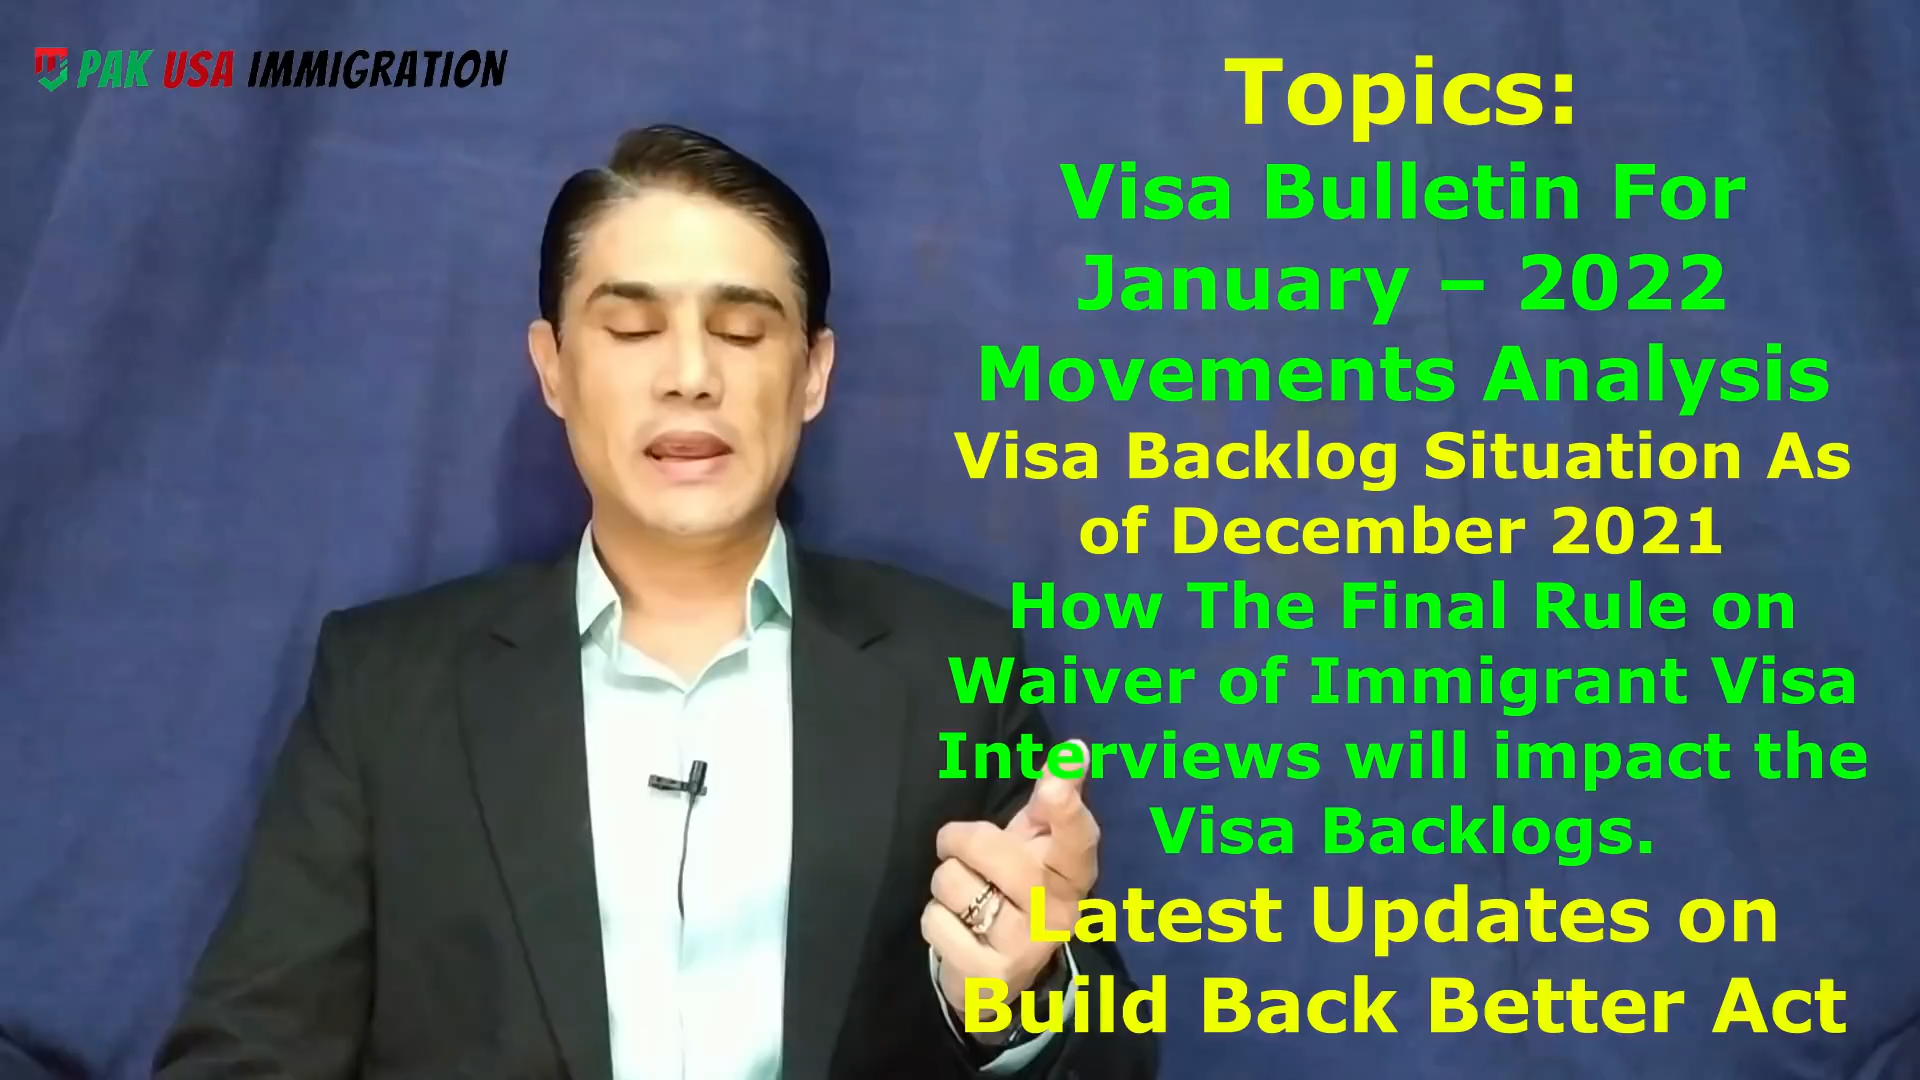 PAK USA IMMIGRATION
Topics:
Visa Bulletin For
January – 2022
Movements Analysis
Visa Backlog Situation As
of December 2021
How The Final Rule on
Waiver of Immigrant Visa
Interviews will impact the
Visa Backlogs.
Latest Updates on
Build Back Better Act